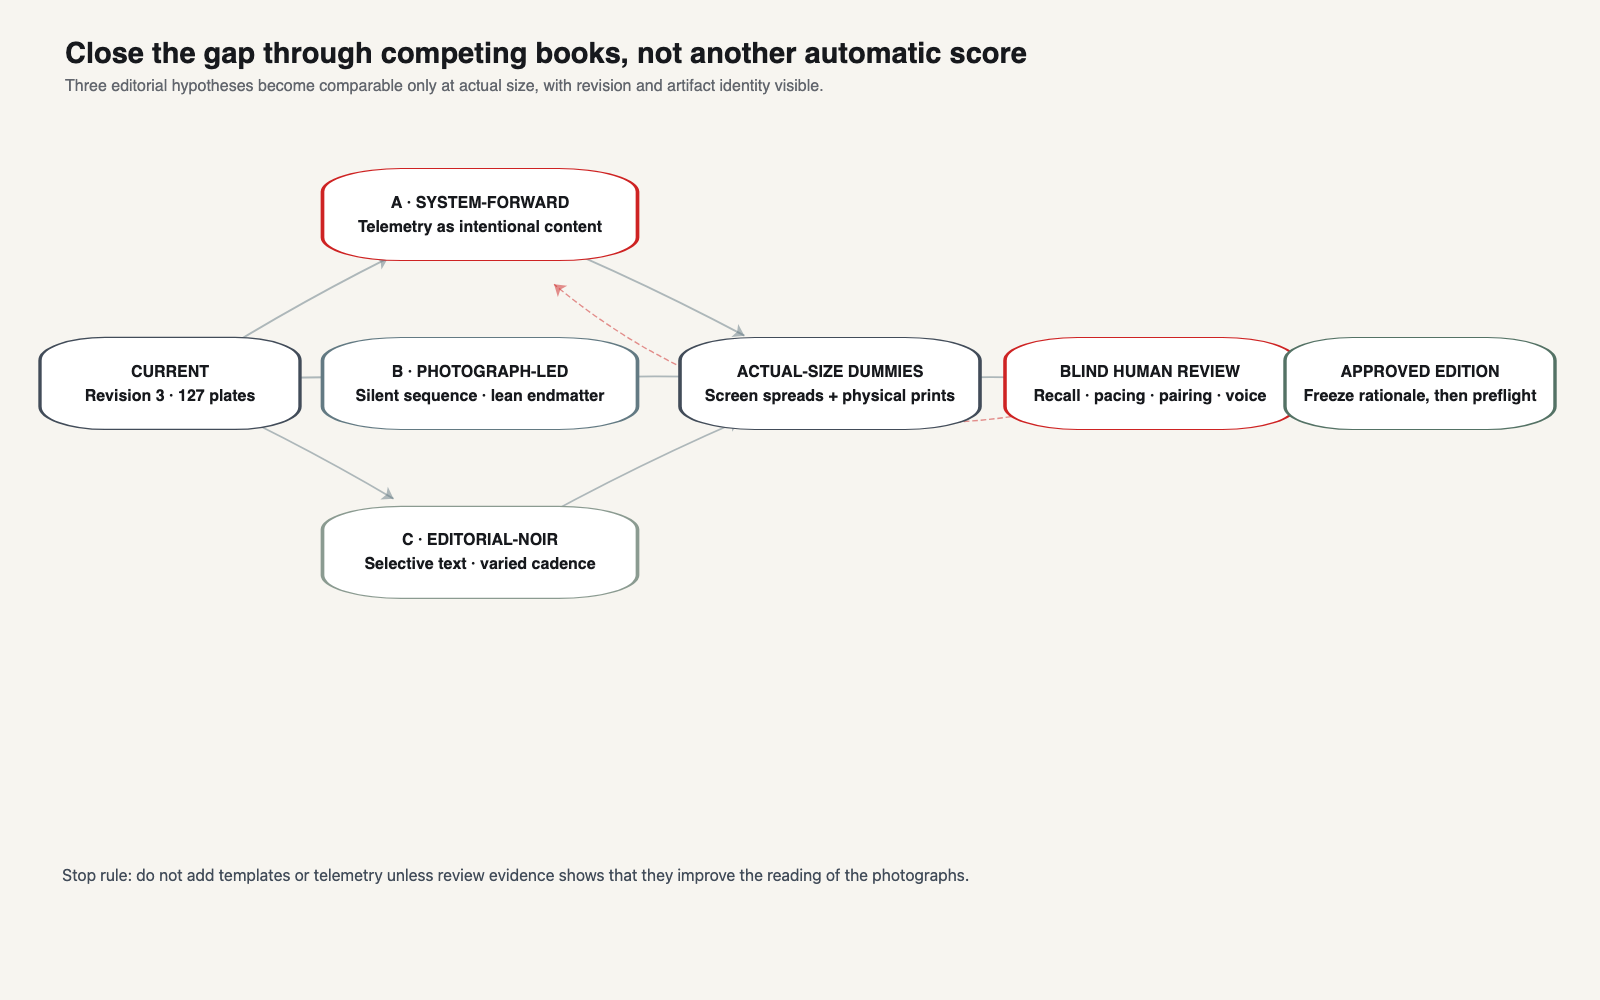 Close the gap through competing books, not another automatic score
Three editorial hypotheses become comparable only at actual size, with revision and artifact identity visible.
A · SYSTEM-FORWARD
Telemetry as intentional content
CURRENT
Revision 3 · 127 plates
B · PHOTOGRAPH-LED
Silent sequence · lean endmatter
ACTUAL-SIZE DUMMIES
Screen spreads + physical prints
BLIND HUMAN REVIEW
Recall · pacing · pairing · voice
APPROVED EDITION
Freeze rationale, then preflight
C · EDITORIAL-NOIR
Selective text · varied cadence
Stop rule: do not add templates or telemetry unless review evidence shows that they improve the reading of the photographs.